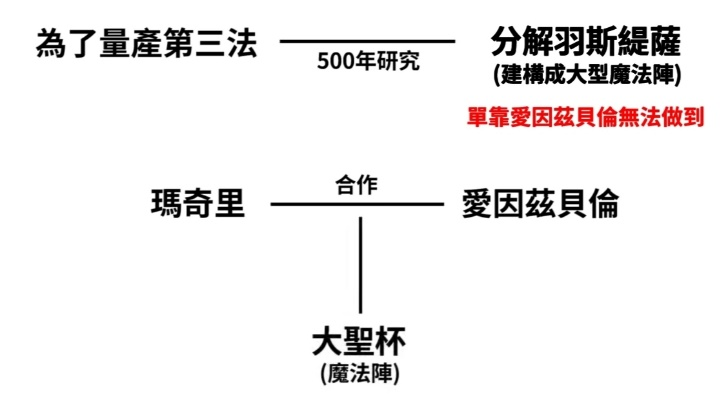 為了量產第三法
500年研究
分解羽斯緹薩
(建構成大型魔法陣)
單靠愛因茲貝倫無法做到
瑪奇里
合作
愛因茲貝倫
大聖杯
(魔法陣)